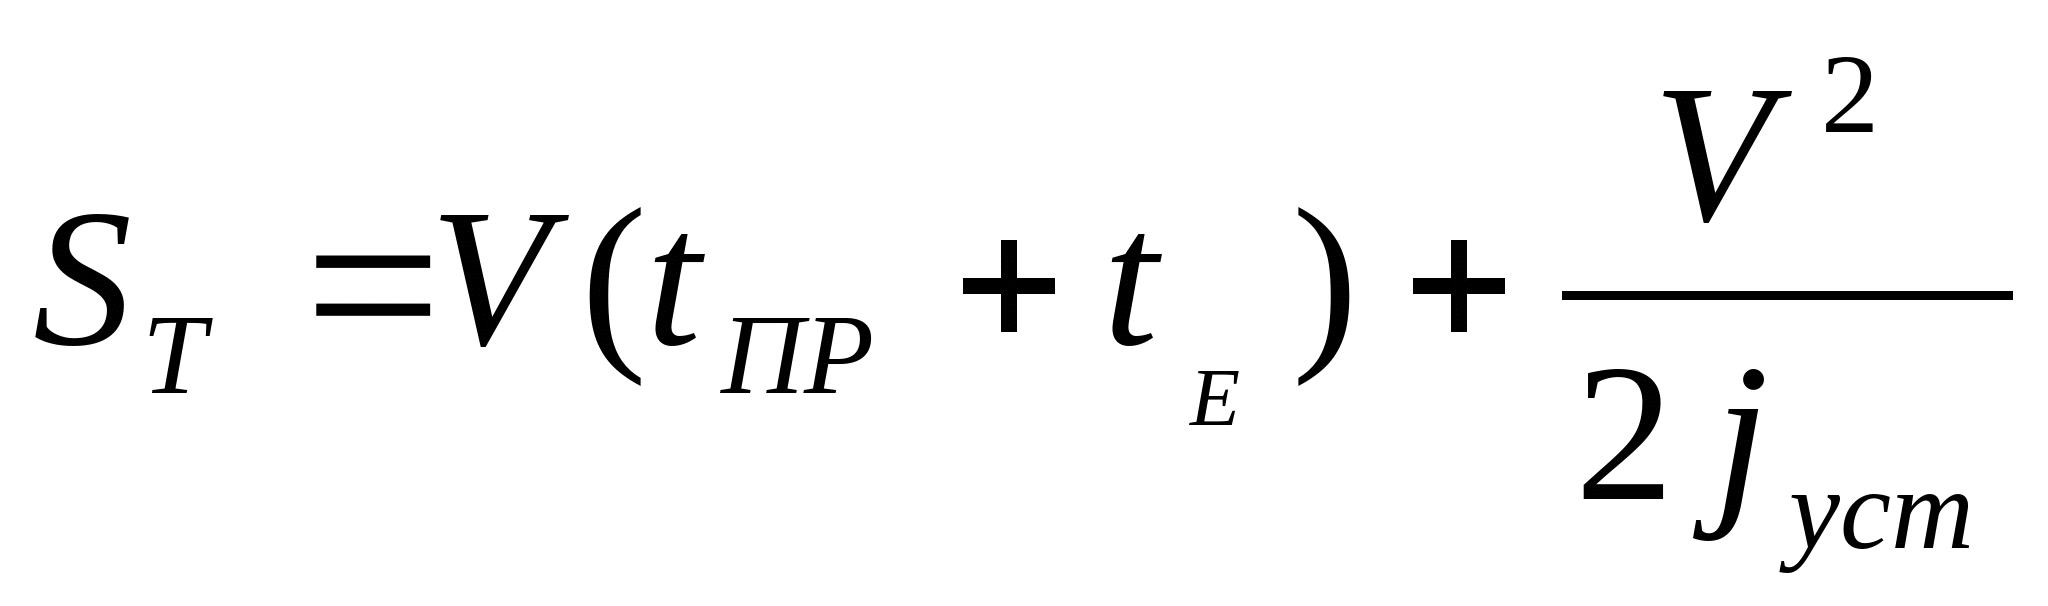 S_T = V(t_ПР + t_E) + V^2 / 2j_уст